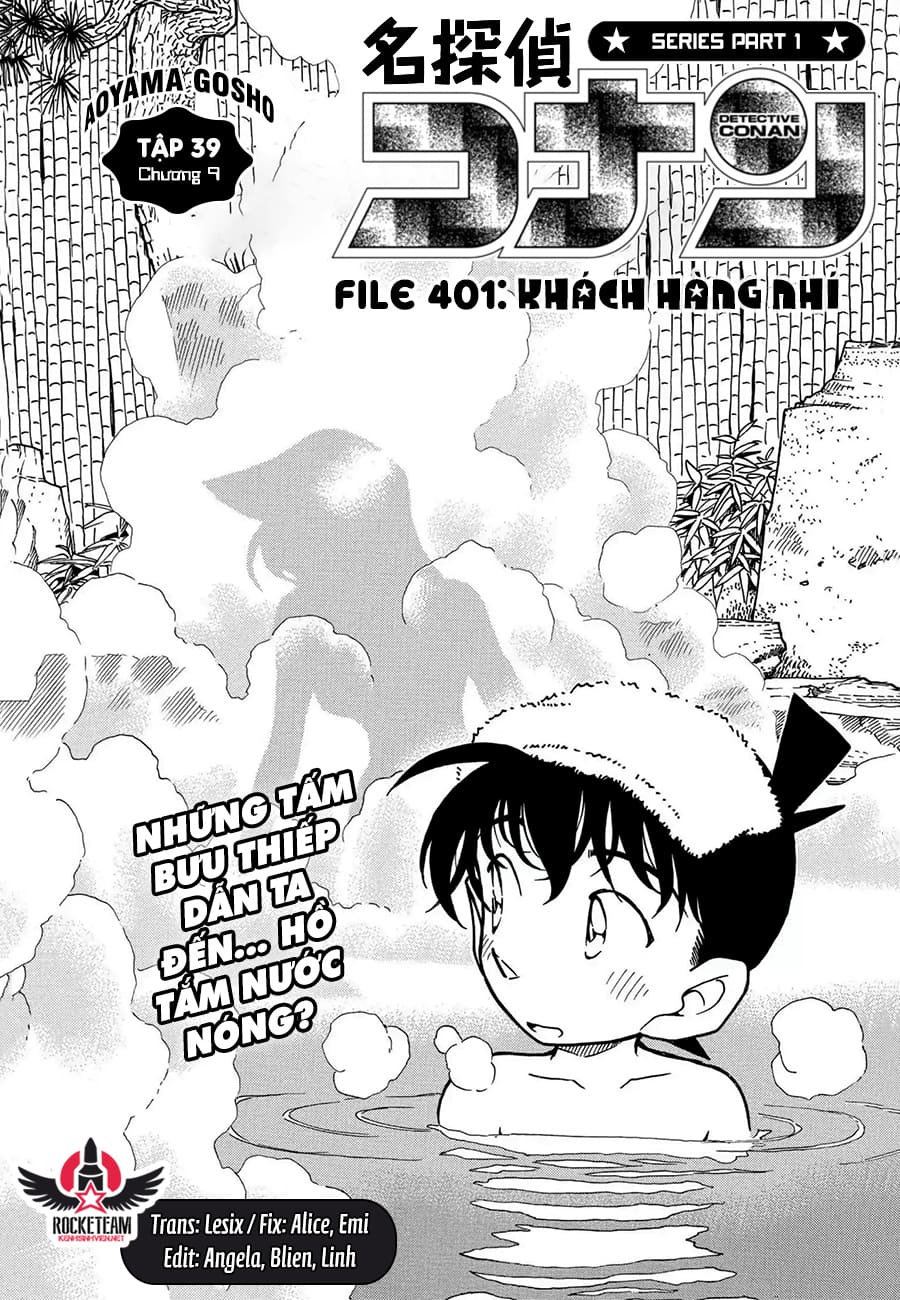 名探偵
★ SERIES PART 1 ★
コナン
DETECTIVE
CONAN
AOYAMA GOSHO
TẬP 39
Chương 9
FILE 401: KHÁCH HÀNG NHÍ
NHỮNG TẤM
BƯU THIẾP
DẪN TA
ĐẾN... HỒ
TẮM NƯỚC
NÓNG?
ROCKETEAM
KENHSINHVIEN.NET
Trans: Lesix / Fix: Alice, Emi
Edit: Angela, Blien, Linh